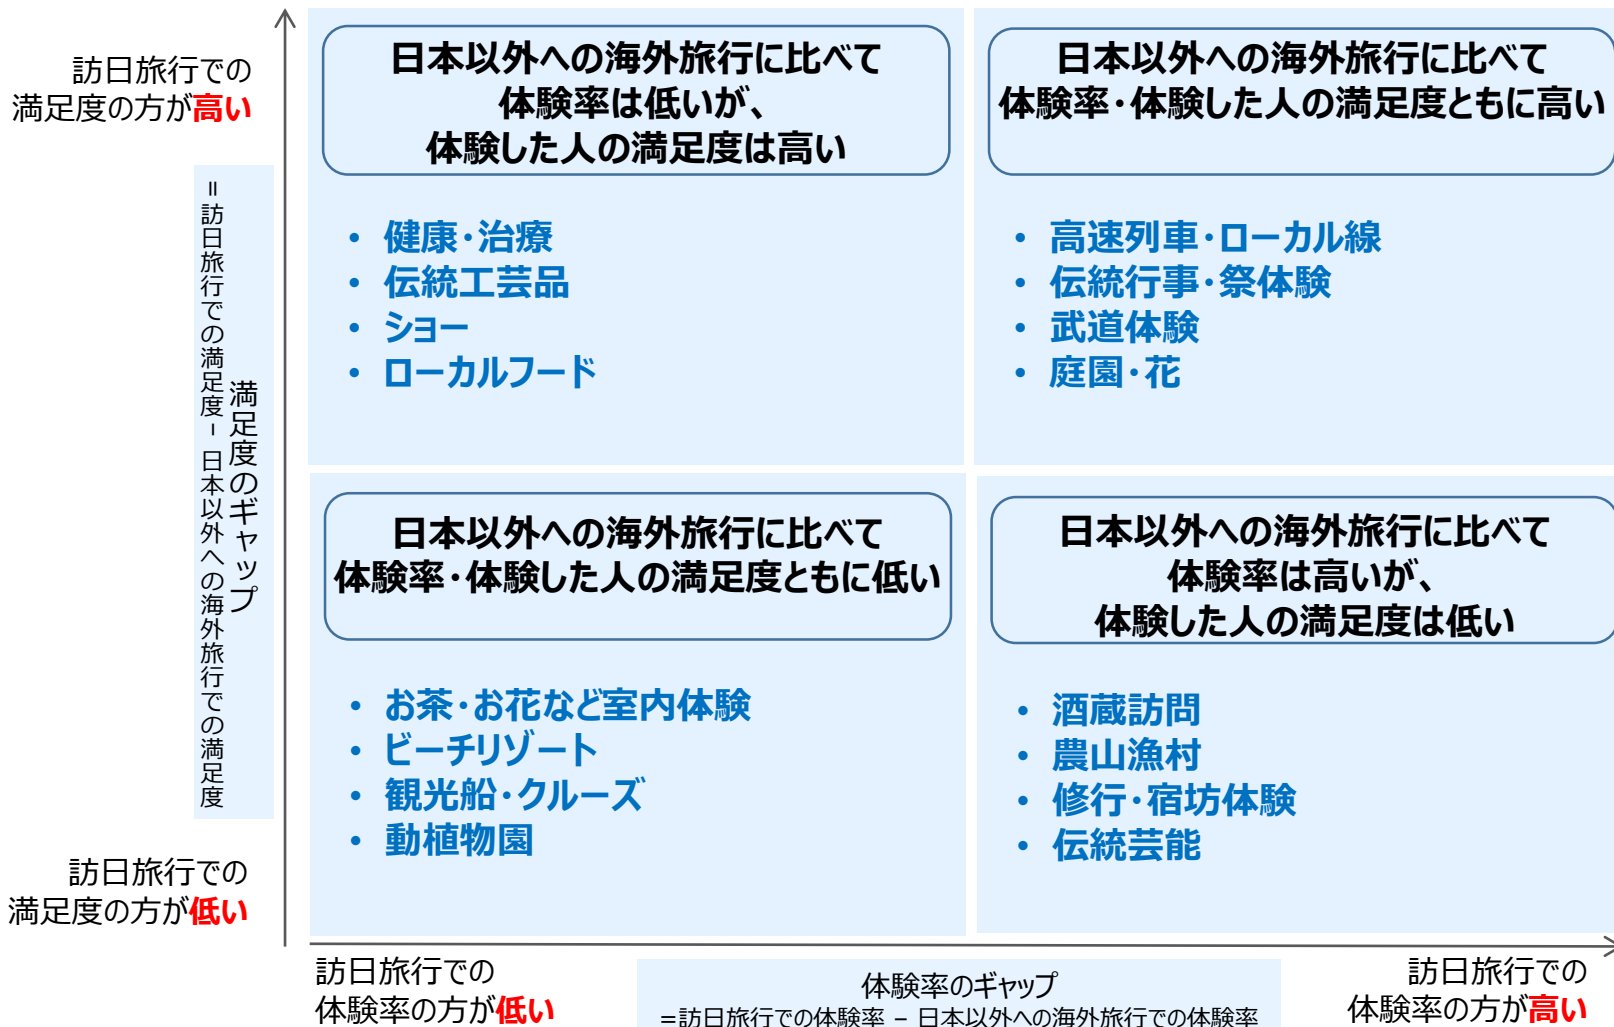 訪日旅行での
満足度の方が高い
＝訪日旅行での満足度－日本以外への海外旅行での満足度
満足度のギャップ
訪日旅行での
満足度の方が低い
日本以外への海外旅行に比べて
体験率は低いが、
体験した人の満足度は高い
• 健康・治療
• 伝統工芸品
• ショー
• ローカルフード
日本以外への海外旅行に比べて
体験率・体験した人の満足度ともに高い
• 高速列車・ローカル線
• 伝統行事・祭体験
• 武道体験
• 庭園・花
日本以外への海外旅行に比べて
体験率・体験した人の満足度ともに低い
• お茶・お花など室内体験
• ビーチリゾート
• 観光船・クルーズ
• 動植物園
日本以外への海外旅行に比べて
体験率は高いが、
体験した人の満足度は低い
• 酒蔵訪問
• 農山漁村
• 修行・宿坊体験
• 伝統芸能
訪日旅行での
体験率の方が低い
体験率のギャップ
=訪日旅行での体験率 − 日本以外への海外旅行での体験率
訪日旅行での
体験率の方が高い